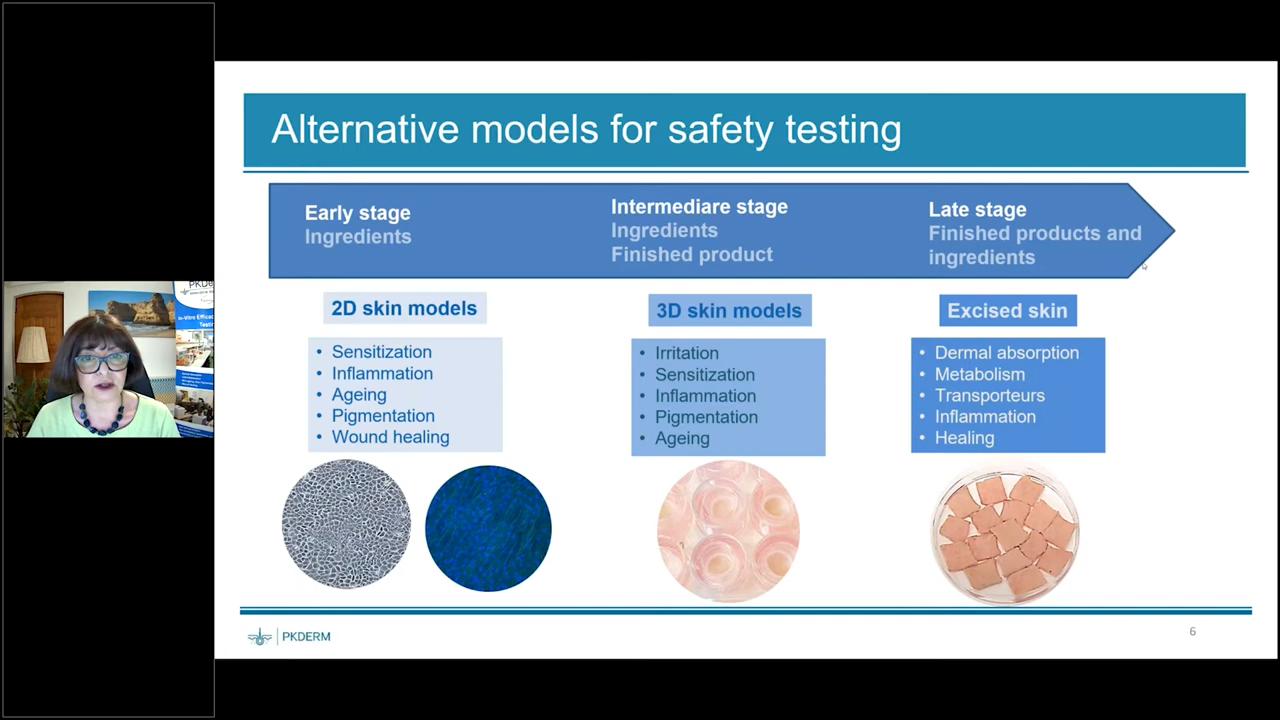 Alternative models for safety testing
Early stage
Ingredients
Intermediare stage
Ingredients
Finished product
Late stage
Finished products and
ingredients
2D skin models
• Sensitization
• Inflammation
• Ageing
• Pigmentation
• Wound healing
3D skin models
• Irritation
• Sensitization
• Inflammation
• Pigmentation
• Ageing
Excised skin
• Dermal absorption
• Metabolism
• Transporteurs
• Inflammation
• Healing
PKDERM
6